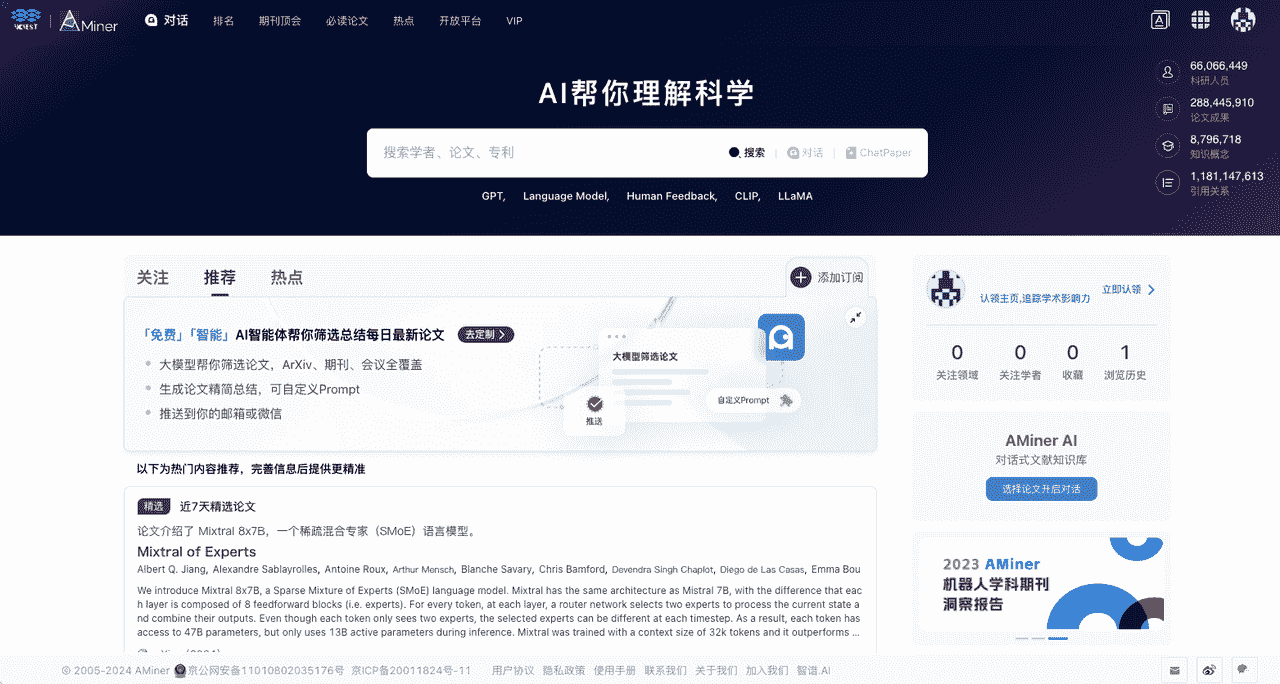 AMiner
对话 排名 期刊顶会 必读论文 热点 开放平台 VIP
AI帮你理解科学
搜索学者、论文、专利 搜索 对话 ChatPaper
GPT, Language Model, Human Feedback, CLIP, LLaMA
66,066,449
科研人员
288,445,910
论文成果
8,796,718
知识概念
1,181,147,613
引用关系
关注 推荐 热点 添加订阅
「免费」「智能」AI智能体帮你筛选总结每日最新论文 去定制
大模型帮你筛选论文，ArXiv、期刊、会议全覆盖
生成论文精简总结，可自定义Prompt
推送到你的邮箱或微信
大模型筛选论文
自定义Prompt
推送
以下为热门内容推荐，完善信息后提供更精准
精选 近7天精选论文
论文介绍了 Mixtral 8x7B，一个稀疏混合专家（SMoE）语言模型。
Mixtral of Experts
Albert Q. Jiang, Alexandre Sablayrolles, Antoine Roux, Arthur Mensch, Blanche Savary, Chris Bamford, Devendra Singh Chaplot, Diego de Las Casas, Emma Bou
We introduce Mixtral 8x7B, a Sparse Mixture of Experts (SMoE) language model. Mixtral has the same architecture as Mistral 7B, with the difference that eac
h layer is composed of 8 feedforward blocks (i.e. experts). For every token, at each layer, a router network selects two experts to process the current state a
nd combine their outputs. Even though each token only sees two experts, the selected experts can be different at each timestep. As a result, each token has
access to 47B parameters, but only uses 13B active parameters during inference. Mixtral was trained with a context size of 32k tokens and it outperforms ...
认领主页,追踪学术影响力 立即认领
0 0 0 1
关注领域 关注学者 收藏 浏览历史
AMiner AI
对话式文献知识库
选择论文开启对话
2023 AMiner
机器人学科期刊
洞察报告
© 2005-2024 AMiner 京公网安备11010802035176号 京ICP备20011824号-11 用户协议 隐私政策 使用手册 联系我们 关于我们 加入我们 智谱.AI